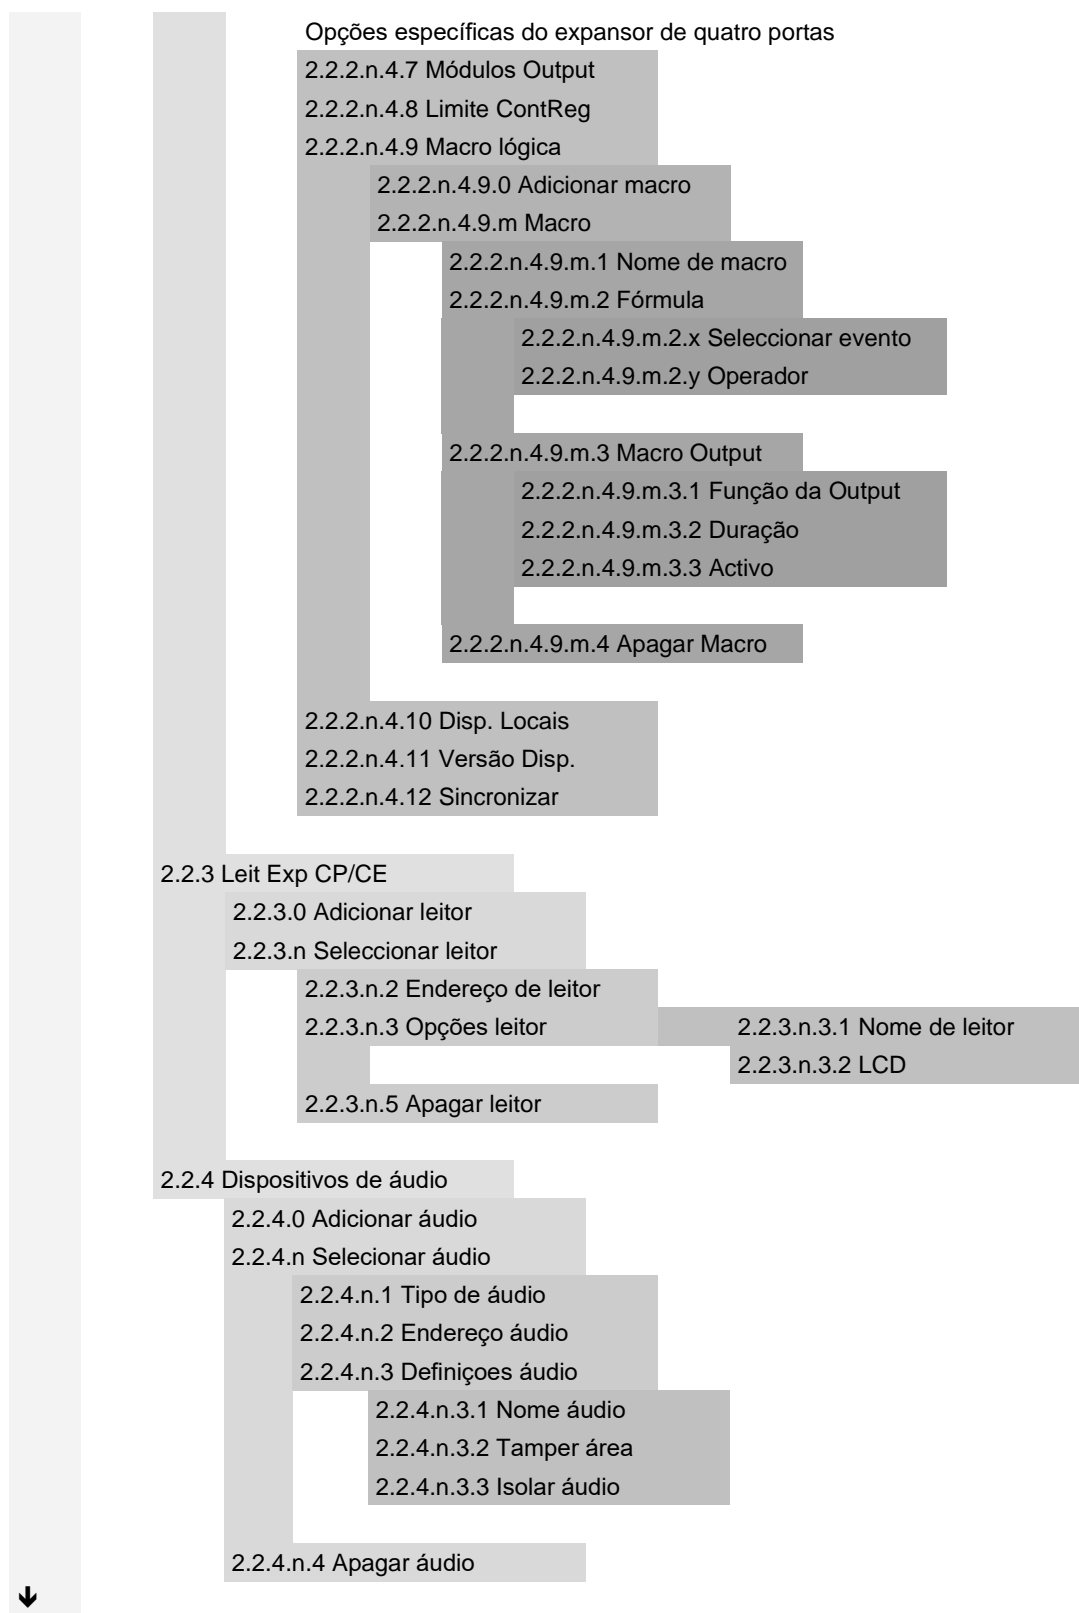 Opções específicas do expansor de quatro portas
2.2.2.n.4.7 Módulos Output
2.2.2.n.4.8 Limite ContReg
2.2.2.n.4.9 Macro lógica
2.2.2.n.4.9.0 Adicionar macro
2.2.2.n.4.9.m Macro
2.2.2.n.4.9.m.1 Nome de macro
2.2.2.n.4.9.m.2 Fórmula
2.2.2.n.4.9.m.2.x Seleccionar evento
2.2.2.n.4.9.m.2.y Operador
2.2.2.n.4.9.m.3 Macro Output
2.2.2.n.4.9.m.3.1 Função da Output
2.2.2.n.4.9.m.3.2 Duração
2.2.2.n.4.9.m.3.3 Activo
2.2.2.n.4.9.m.4 Apagar Macro
2.2.2.n.4.10 Disp. Locais
2.2.2.n.4.11 Versão Disp.
2.2.2.n.4.12 Sincronizar
2.2.3 Leit Exp CP/CE
2.2.3.0 Adicionar leitor
2.2.3.n Seleccionar leitor
2.2.3.n.2 Endereço de leitor
2.2.3.n.3 Opções leitor 2.2.3.n.3.1 Nome de leitor
2.2.3.n.3.2 LCD
2.2.3.n.5 Apagar leitor
2.2.4 Dispositivos de áudio
2.2.4.0 Adicionar áudio
2.2.4.n Selecionar áudio
2.2.4.n.1 Tipo de áudio
2.2.4.n.2 Endereço áudio
2.2.4.n.3 Definiçoes áudio
2.2.4.n.3.1 Nome áudio
2.2.4.n.3.2 Tamper área
2.2.4.n.3.3 Isolar áudio
2.2.4.n.4 Apagar áudio